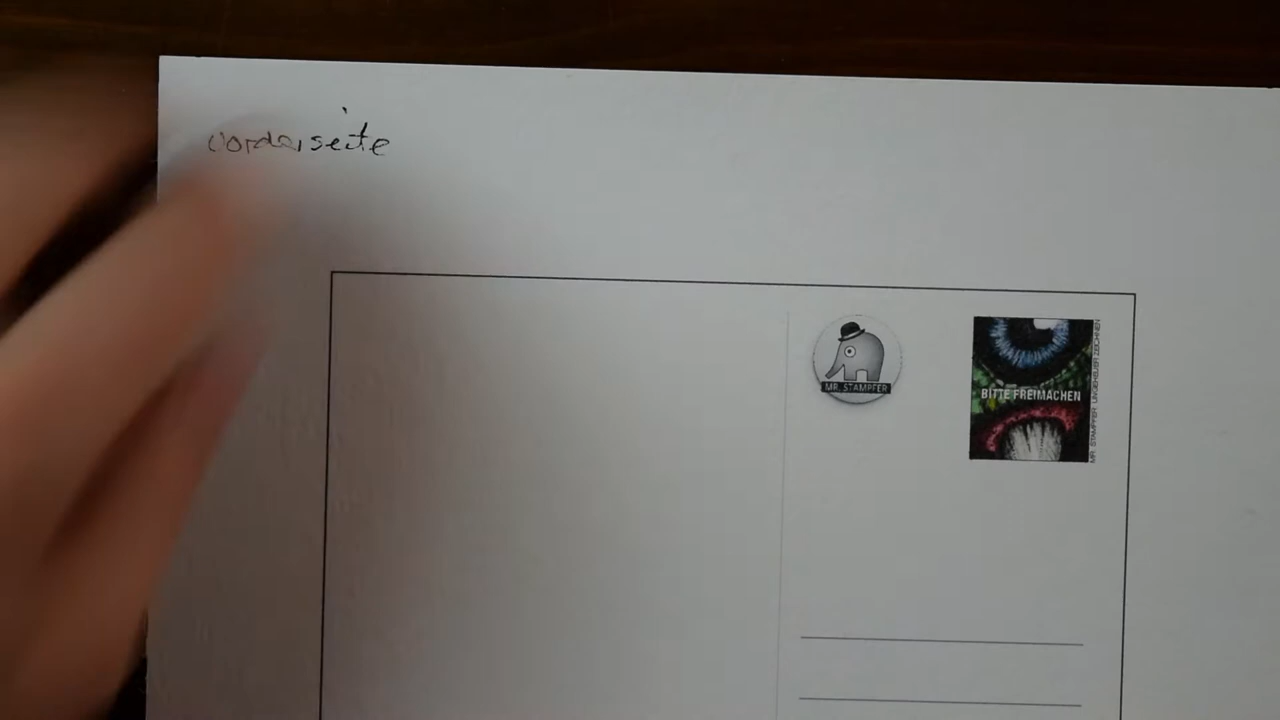 Vorderseite
MR. STAMPFER
BITTE FREIMACHEN
MR. STAMPFER: UNGEHEUER ZEICHNEN